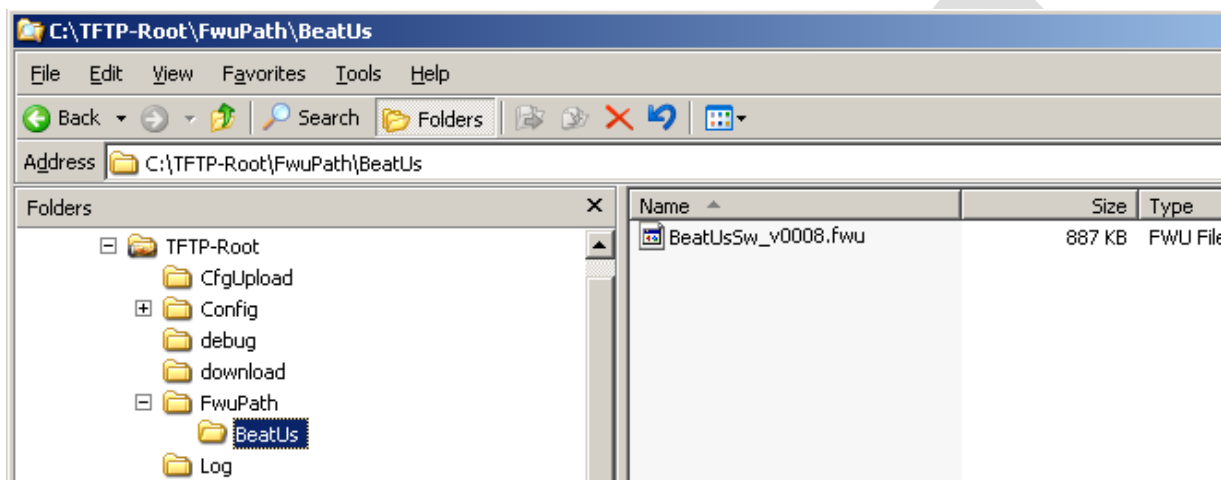 C:\TFTP-Root\FwuPath\BeatUs
File Edit View Favorites Tools Help
Back Search Folders
Address C:\TFTP-Root\FwuPath\BeatUs
Folders
TFTP-Root
CfgUpload
Config
debug
download
FwuPath
BeatUs
Log
Name Size Type
BeatUsSw_v0008.fwu 887 KB FWU File